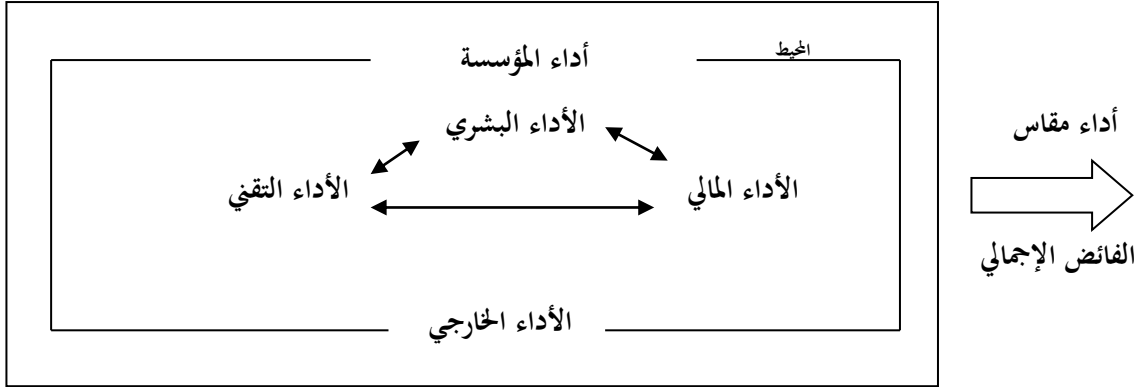 المحيط
أداء المؤسسة
الأداء البشري
الأداء المالي
الأداء التقني
الأداء الخارجي
أداء مقاس
الفائض الإجمالي